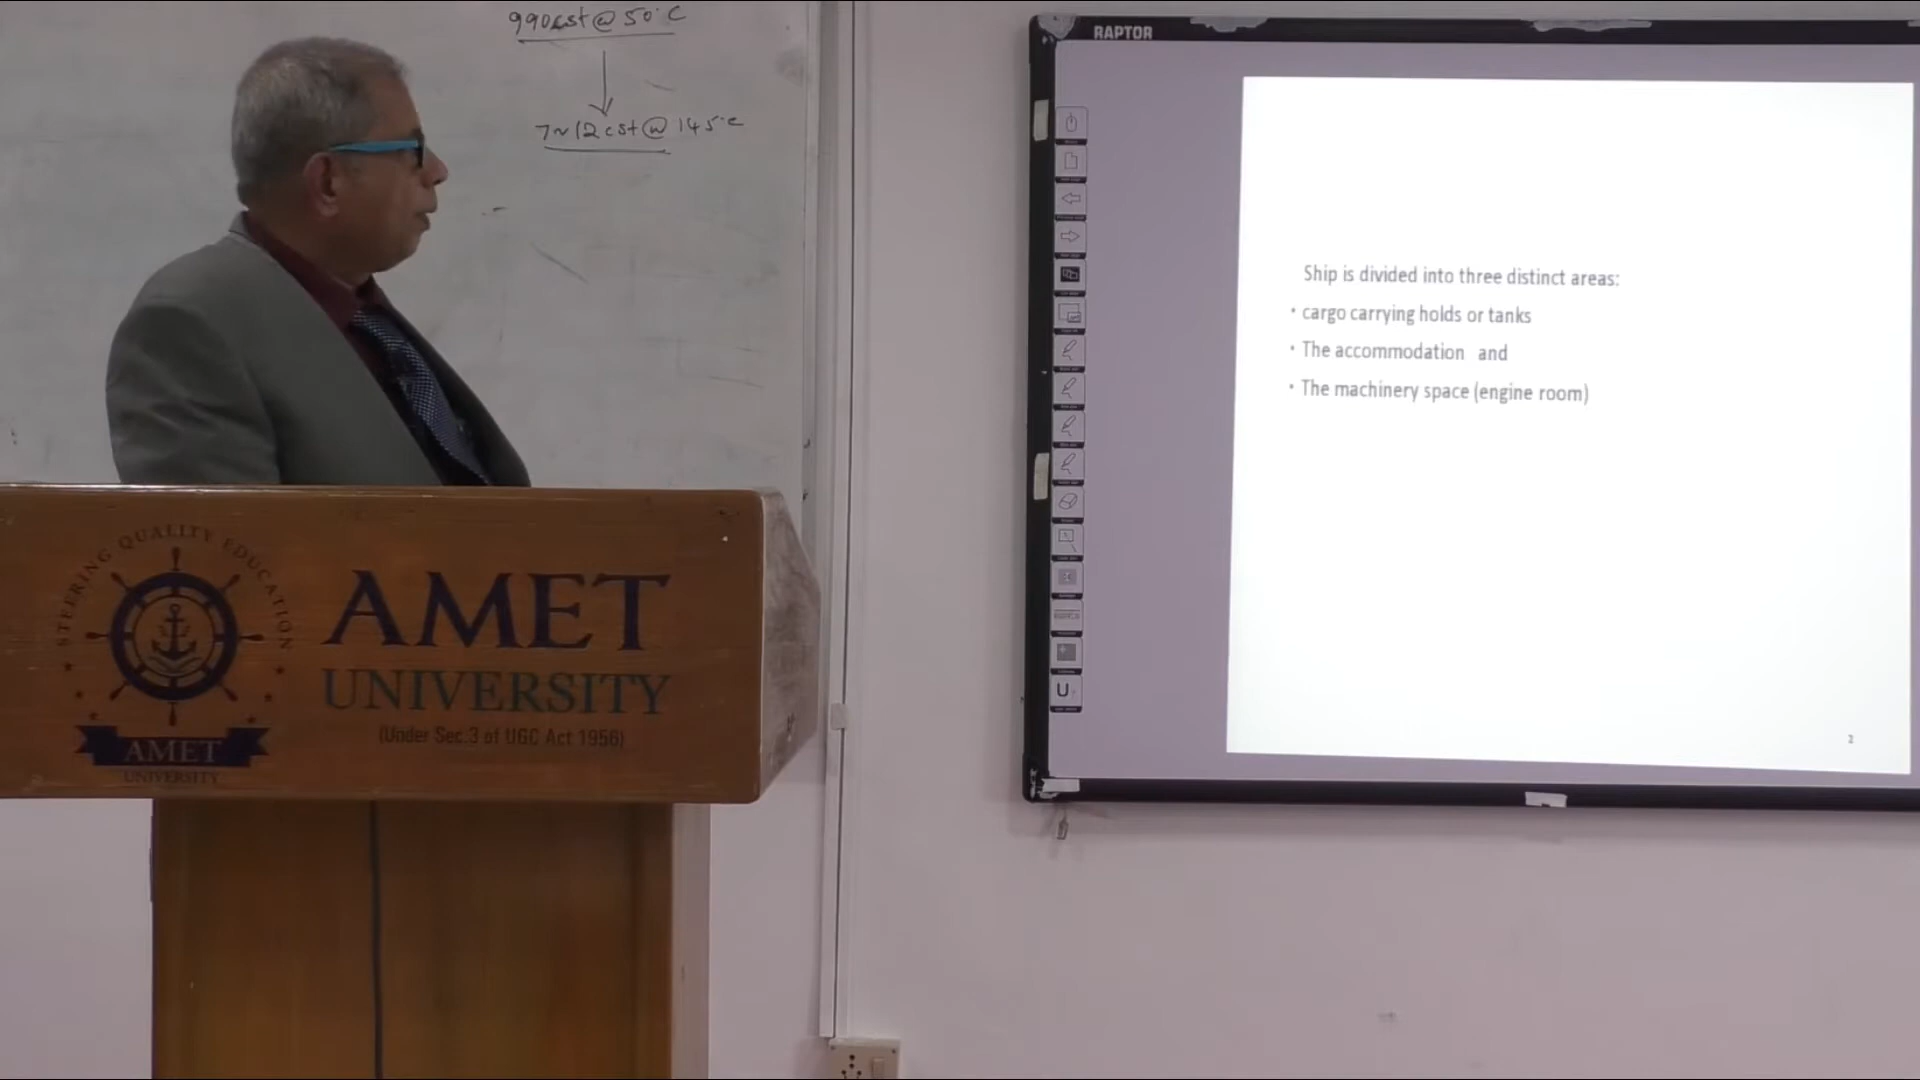 990cst@50°C
7~12cst@145°C
RAPTOR
Ship is divided into three distinct areas:
• cargo carrying holds or tanks
• The accommodation and
• The machinery space (engine room)
2
STEERING QUALITY EDUCATION
AMET
UNIVERSITY
(Under Sec.3 of UGC Act 1956)
AMET
UNIVERSITY